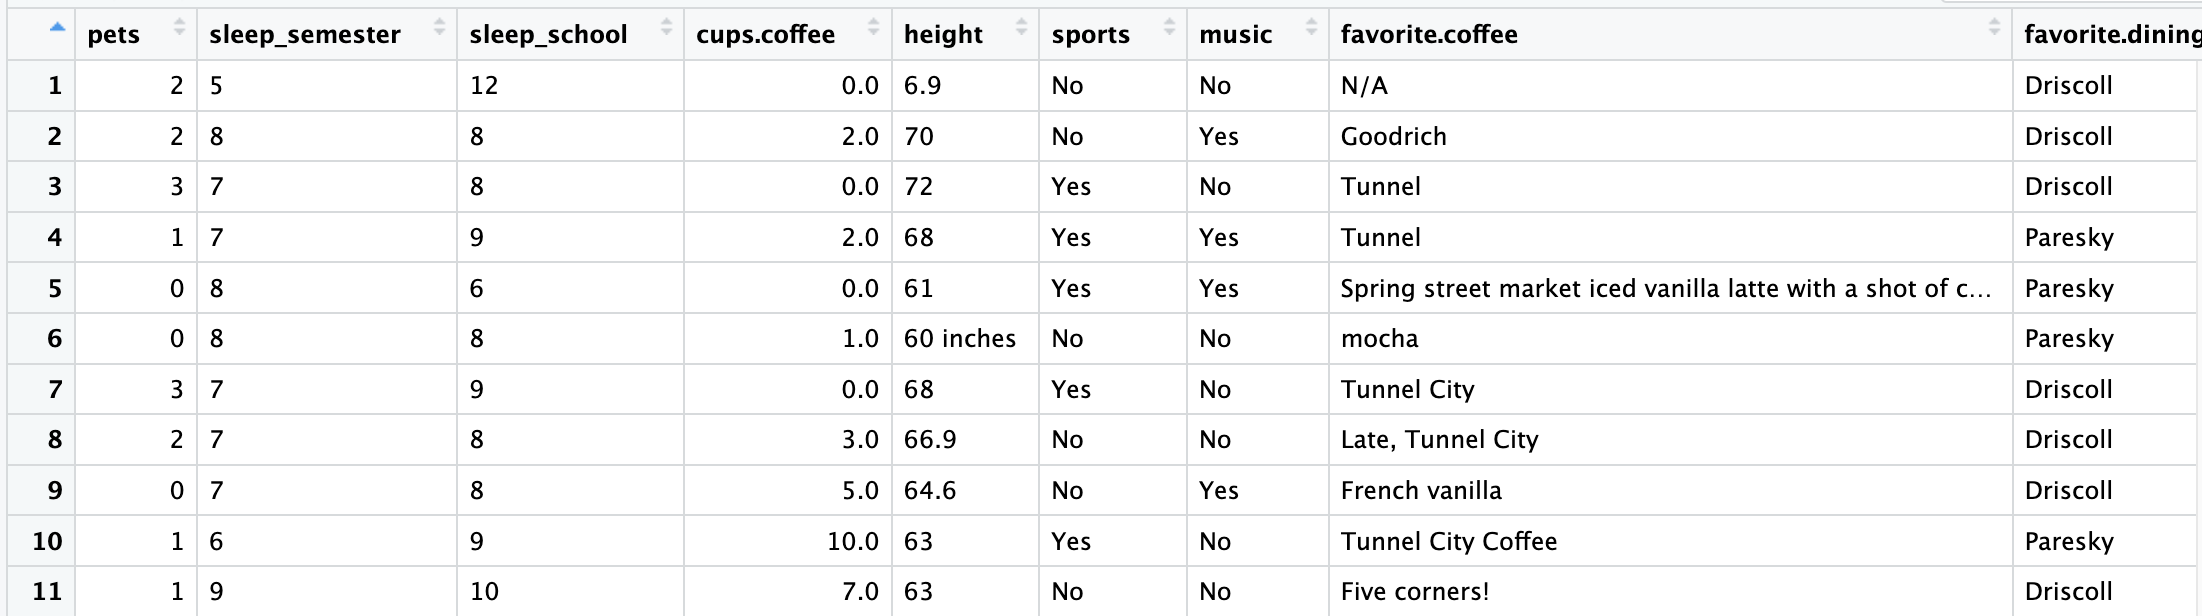 pets sleep_semester sleep_school cups.coffee height sports music favorite.coffee favorite.dining
1 2 5 12 0.0 6.9 No No N/A Driscoll
2 2 8 8 2.0 70 No Yes Goodrich Driscoll
3 3 7 8 0.0 72 Yes No Tunnel Driscoll
4 1 7 9 2.0 68 Yes Yes Tunnel Paresky
5 0 8 6 0.0 61 Yes Yes Spring street market iced vanilla latte with a shot of c... Paresky
6 0 8 8 1.0 60 inches No No mocha Paresky
7 3 7 9 0.0 68 Yes No Tunnel City Driscoll
8 2 7 8 3.0 66.9 No No Late, Tunnel City Driscoll
9 0 7 8 5.0 64.6 No Yes French vanilla Driscoll
10 1 6 9 10.0 63 Yes No Tunnel City Coffee Paresky
11 1 9 10 7.0 63 No No Five corners! Driscoll